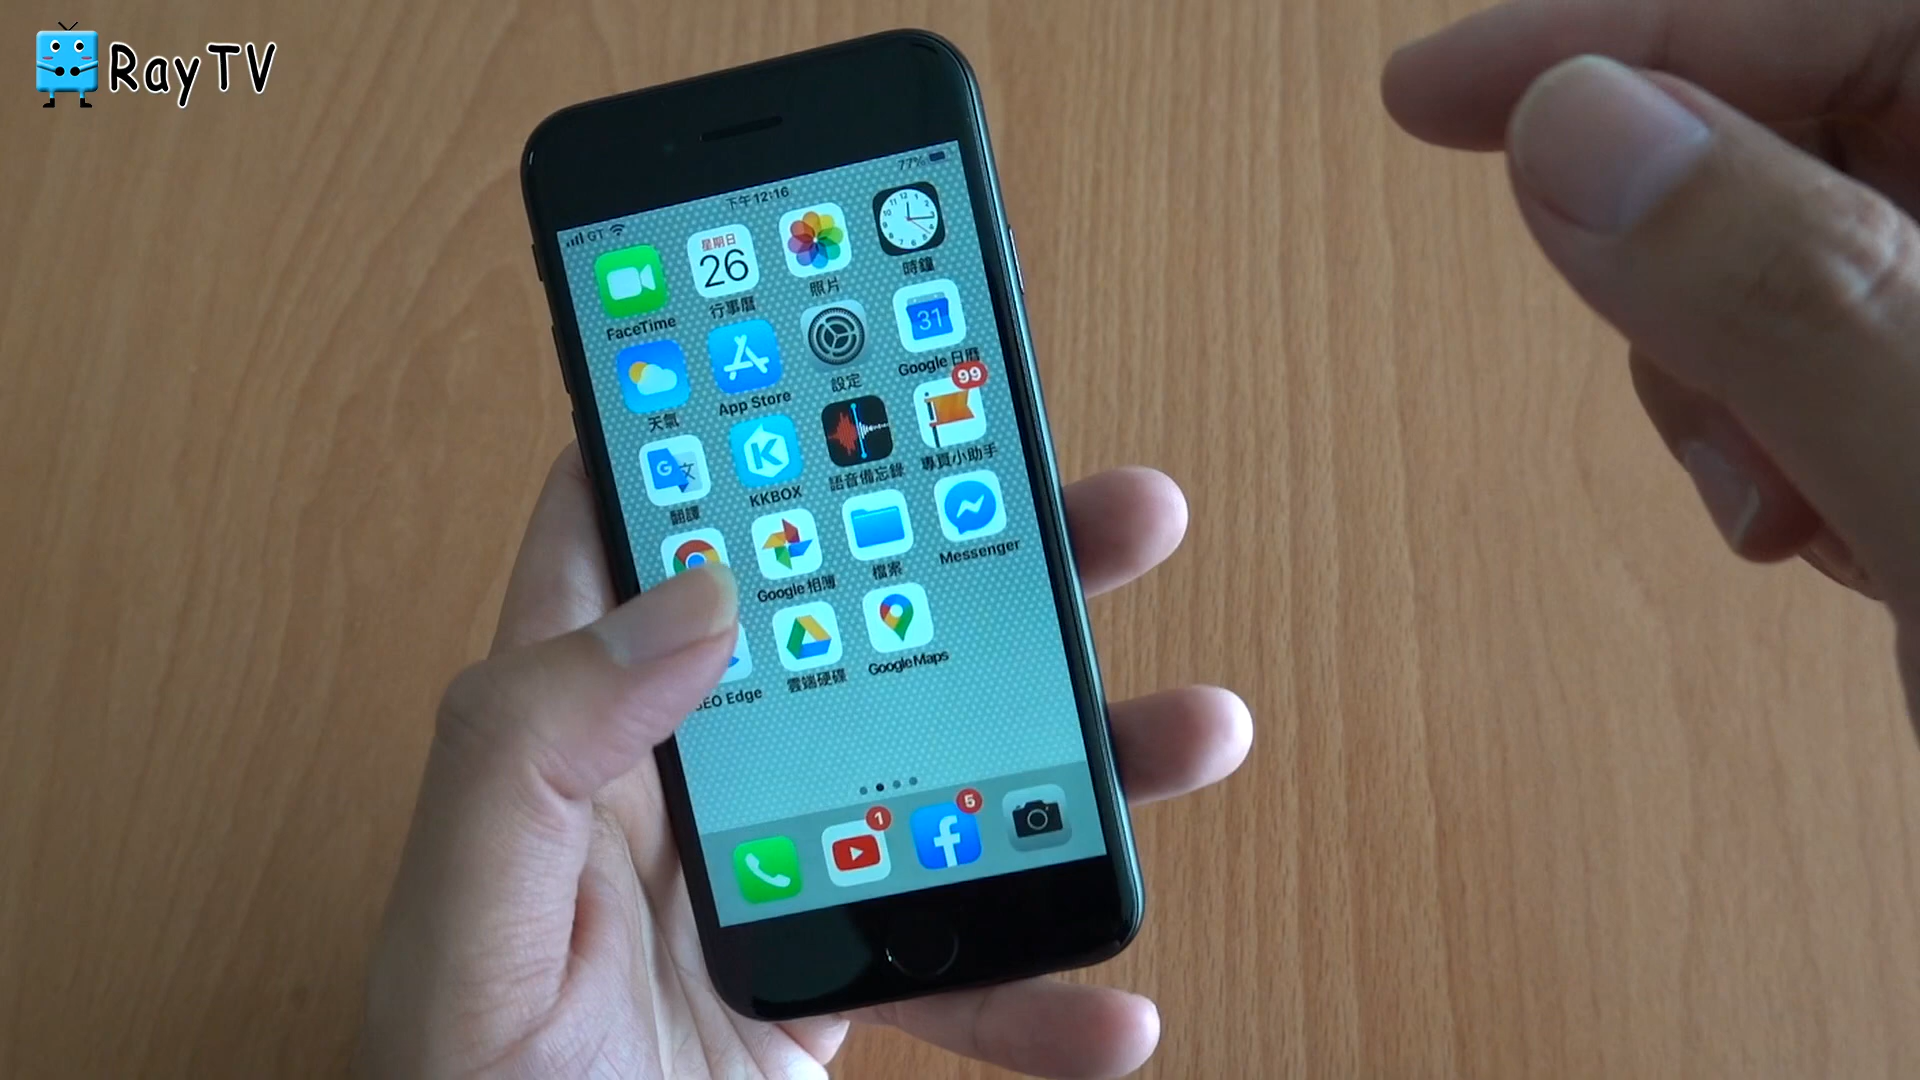 RayTV
GT 下午12:16 77%
星期日
26
31
FaceTime 行事曆 照片 時鐘
天氣 App Store 設定 Google 日曆
99
翻譯 KKBOX 語音備忘錄 專頁小助手
Google 相簿 檔案 Messenger
EO Edge 雲端硬碟 Google Maps
1
5